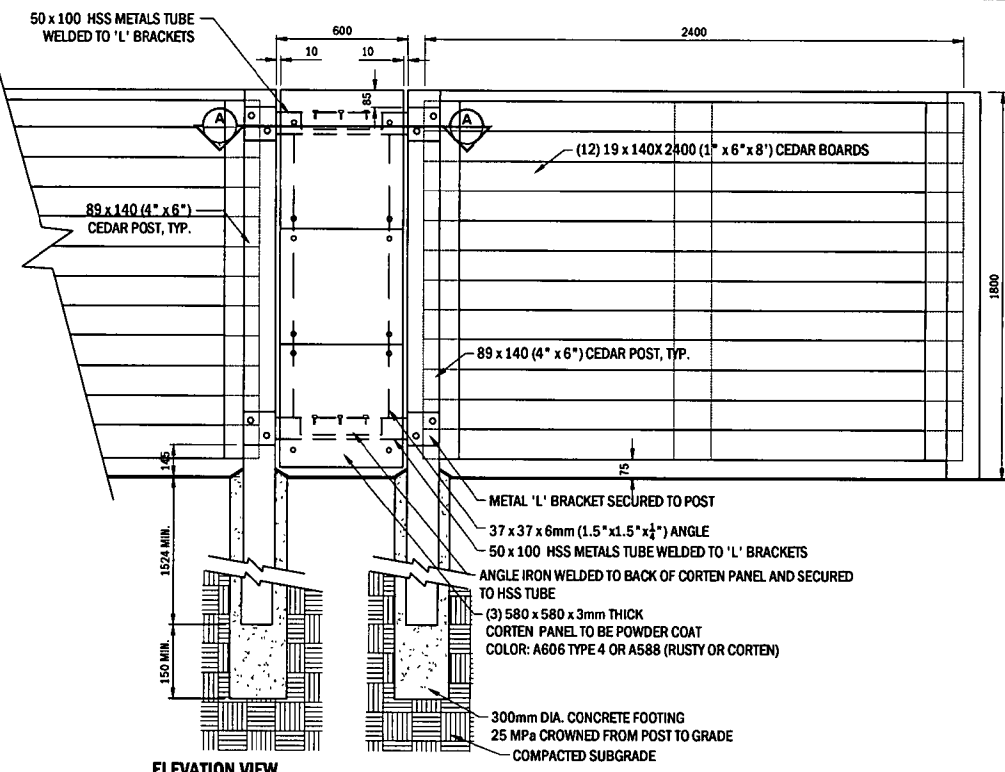 50 x 100 HSS METALS TUBE
WELDED TO 'L' BRACKETS
600
2400
10
10
85
A
A
(12) 19 x 140X 2400 (1" x 6" x 8') CEDAR BOARDS
89 x 140 (4" x 6")
CEDAR POST, TYP.
1800
89 x 140 (4" x 6") CEDAR POST, TYP.
145
75
METAL 'L' BRACKET SECURED TO POST
37 x 37 x 6mm (1.5" x1.5" x¼") ANGLE
50 x 100 HSS METALS TUBE WELDED TO 'L' BRACKETS
1524 MIN.
ANGLE IRON WELDED TO BACK OF CORTEN PANEL AND SECURED
TO HSS TUBE
(3) 580 x 580 x 3mm THICK
CORTEN PANEL TO BE POWDER COAT
COLOR: A606 TYPE 4 OR A588 (RUSTY OR CORTEN)
150 MIN.
300mm DIA. CONCRETE FOOTING
25 MPa CROWNED FROM POST TO GRADE
COMPACTED SUBGRADE
ELEVATION VIEW